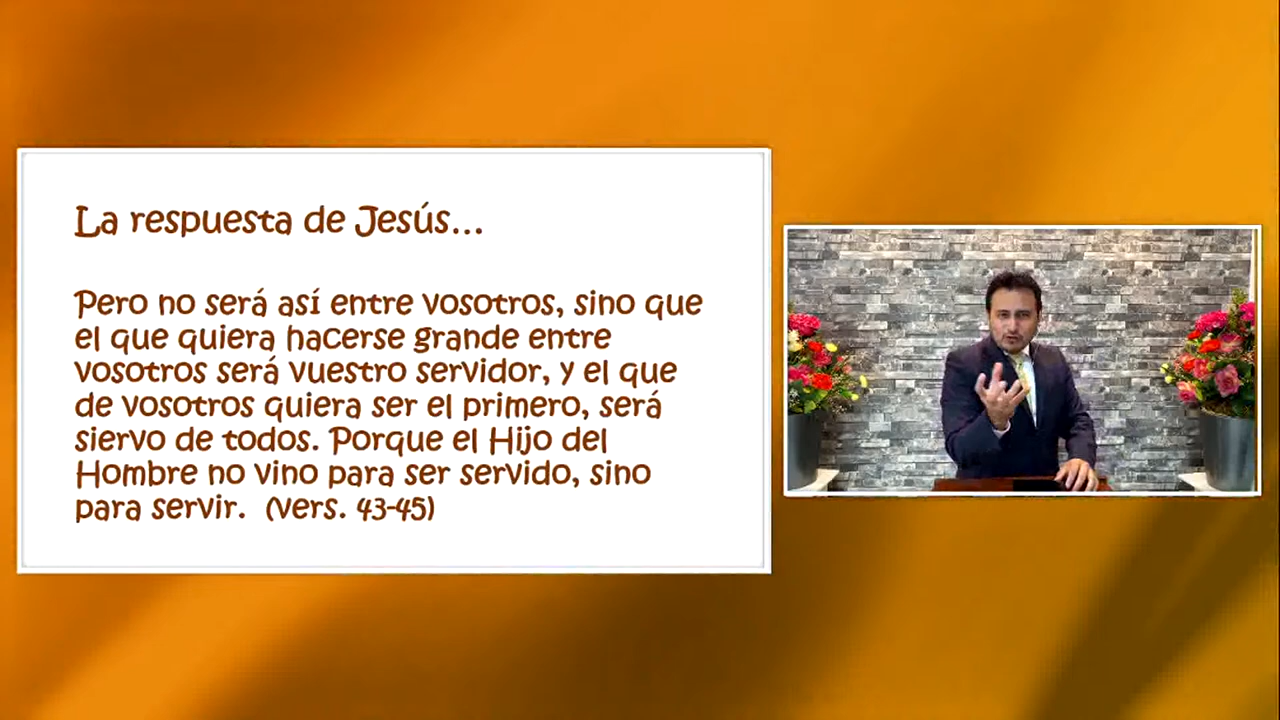 La respuesta de Jesús...
Pero no será así entre vosotros, sino que
el que quiera hacerse grande entre
vosotros será vuestro servidor, y el que
de vosotros quiera ser el primero, será
siervo de todos. Porque el Hijo del
Hombre no vino para ser servido, sino
para servir. (vers. 43-45)